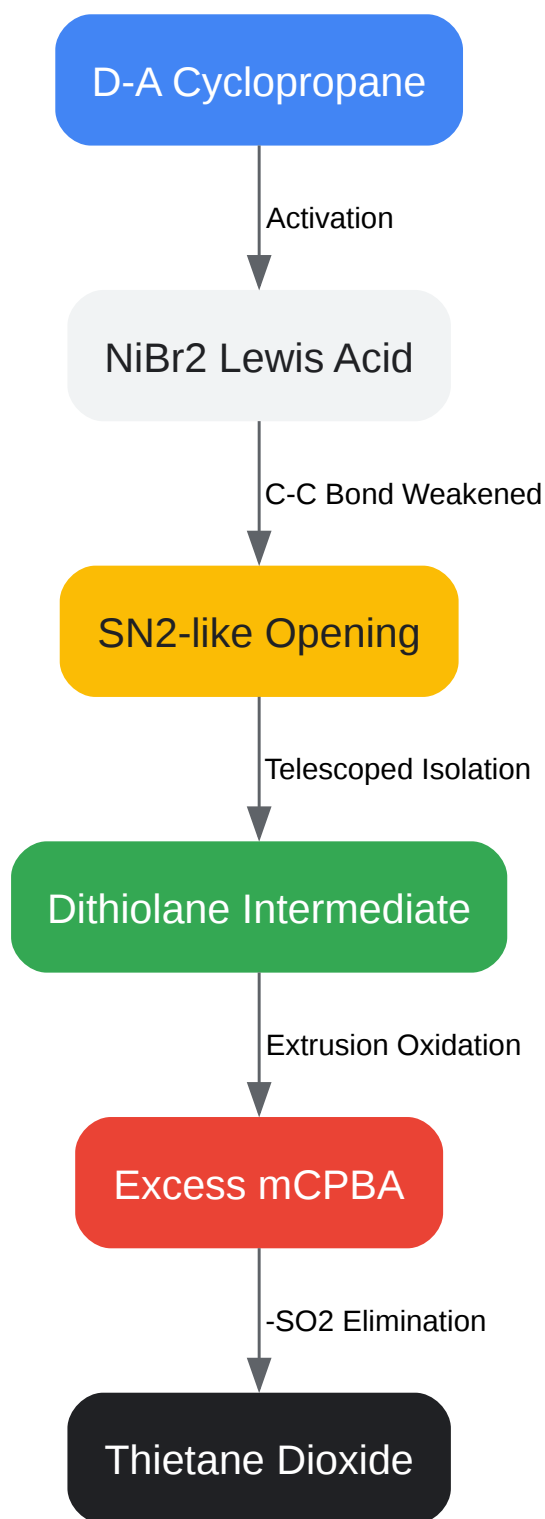 D-A Cyclopropane
Activation
NiBr2 Lewis Acid
C-C Bond Weakened
SN2-like Opening
Telescoped Isolation
Dithiolane Intermediate
Extrusion Oxidation
Excess mCPBA
-SO2 Elimination
Thietane Dioxide